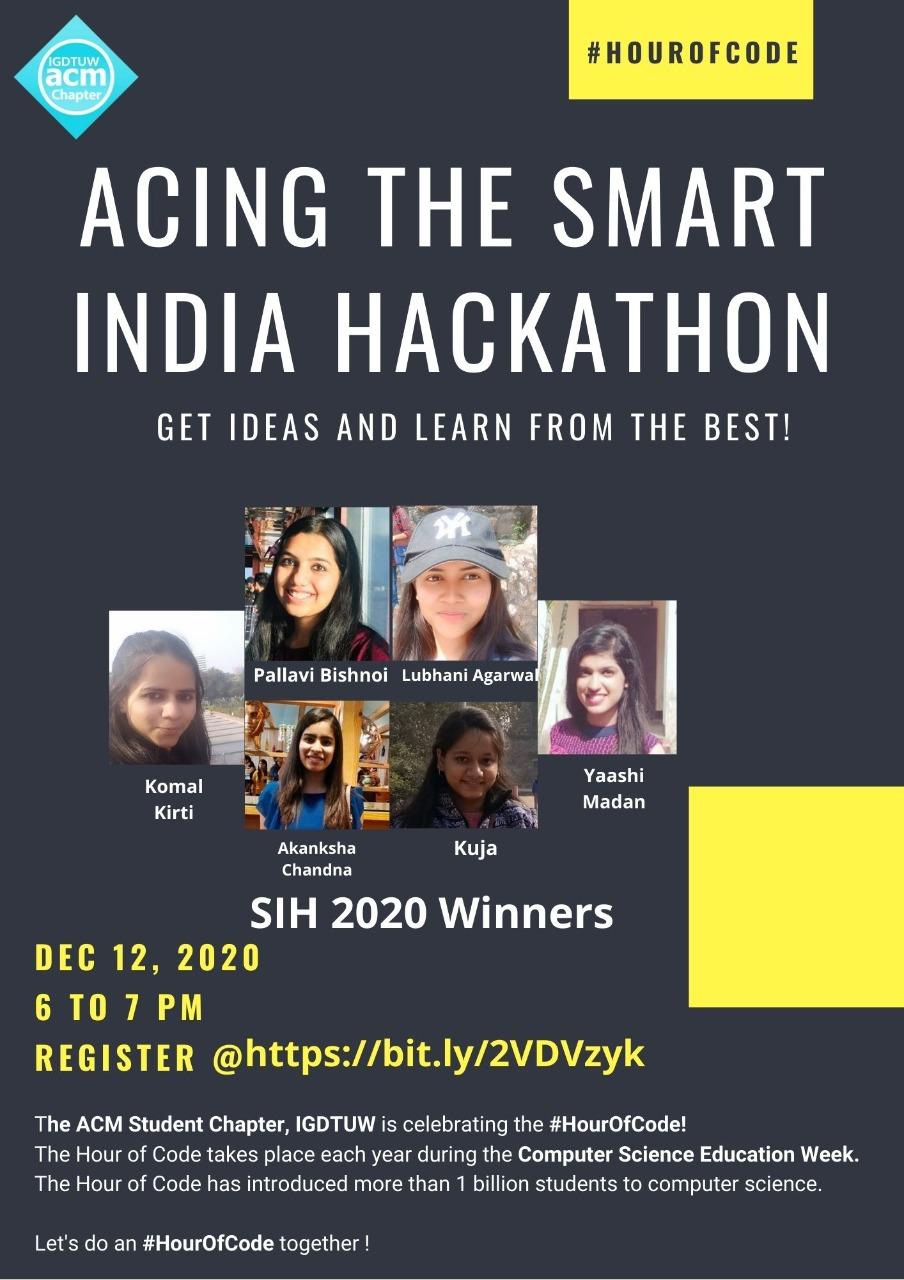 IGDTUW
acm
Chapter
#HOUROFCODE
ACING THE SMART
INDIA HACKATHON
GET IDEAS AND LEARN FROM THE BEST!
Pallavi Bishnoi
Lubhani Agarwal
Komal
Kirti
Yaashi
Madan
Akanksha
Chandna
Kuja
SIH 2020 Winners
DEC 12, 2020
6 TO 7 PM
REGISTER @https://bit.ly/2VDVzyk
The ACM Student Chapter, IGDTUW is celebrating the #HourOfCode!
The Hour of Code takes place each year during the Computer Science Education Week.
The Hour of Code has introduced more than 1 billion students to computer science.
Let's do an #HourOfCode together !